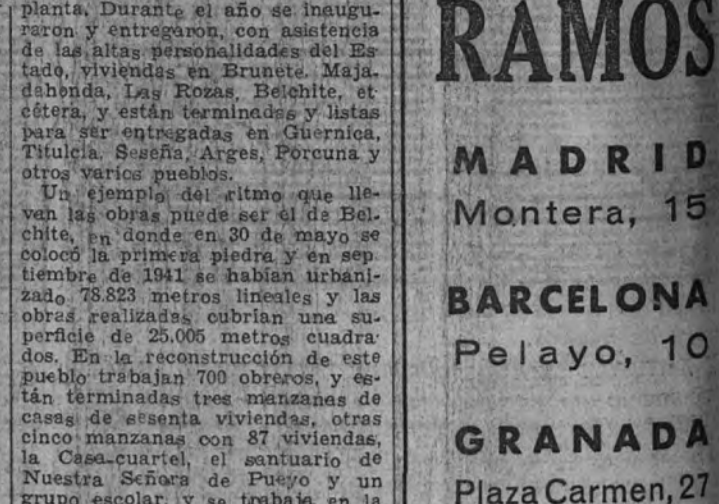 planta. Durante el año se inaugu-
raron y entregaron, con asistencia
de las altas personalidades del Es-
tado, viviendas en Brunete. Maja-
dahonda, Las Rozas, Belchite, et-
cétera, y están terminadas y listas
para ser entregadas en Guernica,
Titulcia, Seseña, Arges, Porcuna y
otros varios pueblos.
Un ejemplo del ritmo que lle-
van las obras puede ser el de Bel-
chite, en donde en 30 de mayo se
colocó la primera piedra y en sep
tiembre de 1941 se habían urbani-
zado 78.823 metros lineales y las
obras realizadas cubrían una su-
perficie de 25.005 metros cuadra-
dos. En la reconstrucción de este
pueblo trabajan 700 obreros, y es-
tán terminadas tres manzanas de
casas de sesenta viviendas, otras
cinco manzanas con 87 viviendas,
la Casa-cuartel, el santuario de
Nuestra Señora de Pueyo y un
grupo escolar, y se trabaja en la
RAMOS
MADRID
Montera, 15
BARCELONA
Pelayo, 10
GRANADA
Plaza Carmen, 27